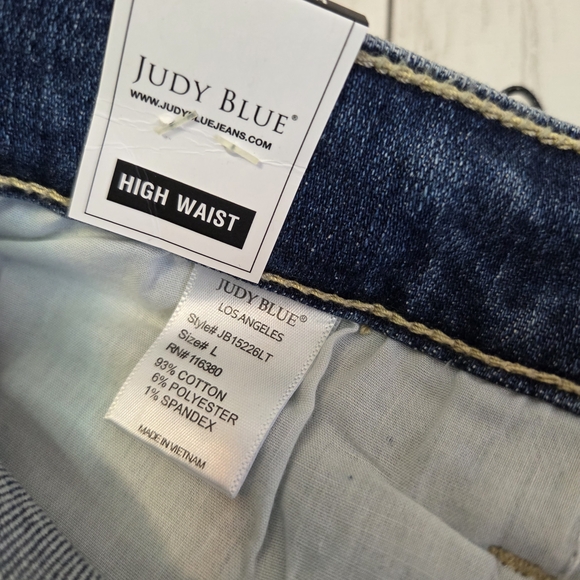 JUDY BLUE®
WWW.JUDYBLUEJEANS.COM
HIGH WAIST
JUDY BLUE®
LOS ANGELES
Style# JB15226LT
Size# L
RN# 116380
93% COTTON
6% POLYESTER
1% SPANDEX
MADE IN VIETNAM